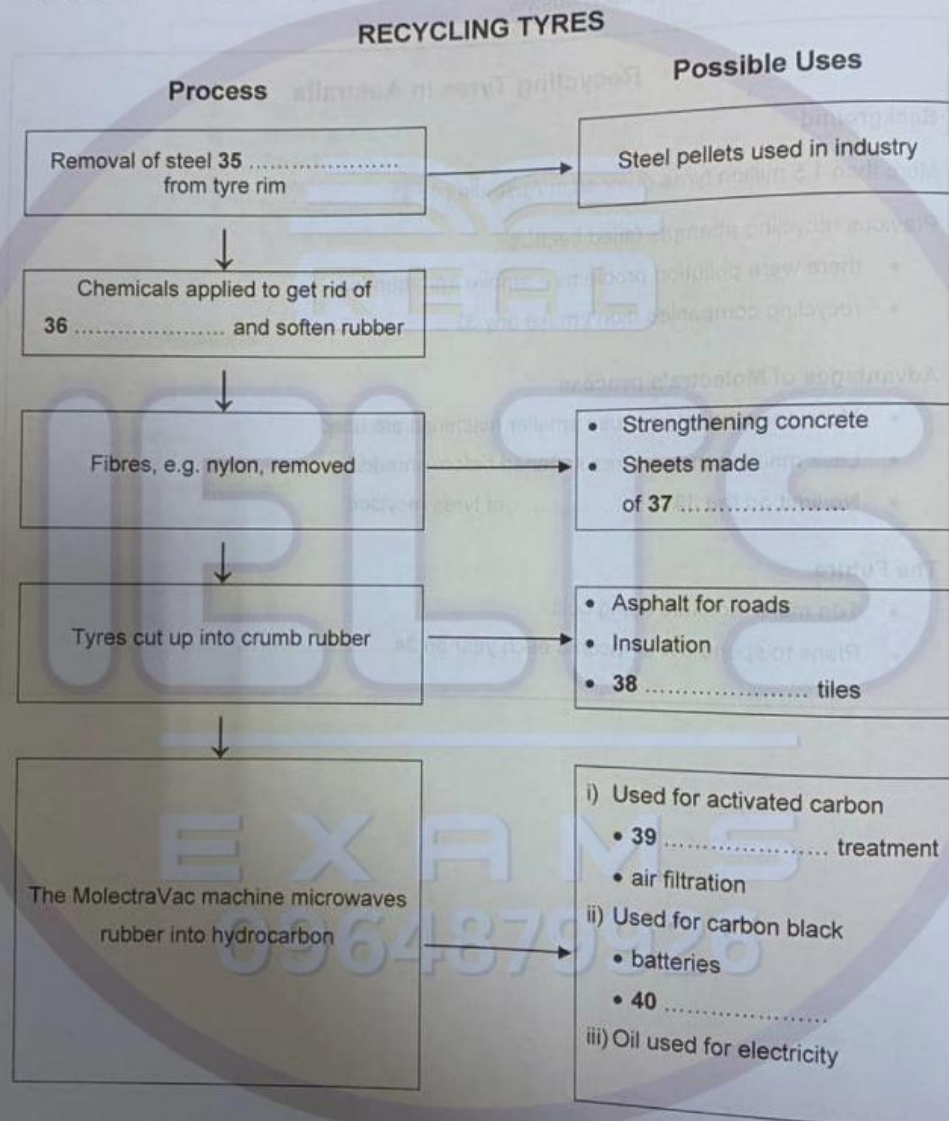 RECYCLING TYRES
Process
Possible Uses
Removal of steel 35 ......................
from tyre rim
Steel pellets used in industry
Chemicals applied to get rid of
36 ...................... and soften rubber
Fibres, e.g. nylon, removed
• Strengthening concrete
• Sheets made
of 37 ......................
Tyres cut up into crumb rubber
• Asphalt for roads
• Insulation
• 38 ...................... tiles
The MolectraVac machine microwaves
rubber into hydrocarbon
i) Used for activated carbon
• 39 ...................... treatment
• air filtration
ii) Used for carbon black
• batteries
• 40 ......................
iii) Oil used for electricity
IELTS
EXAMS
0964879926